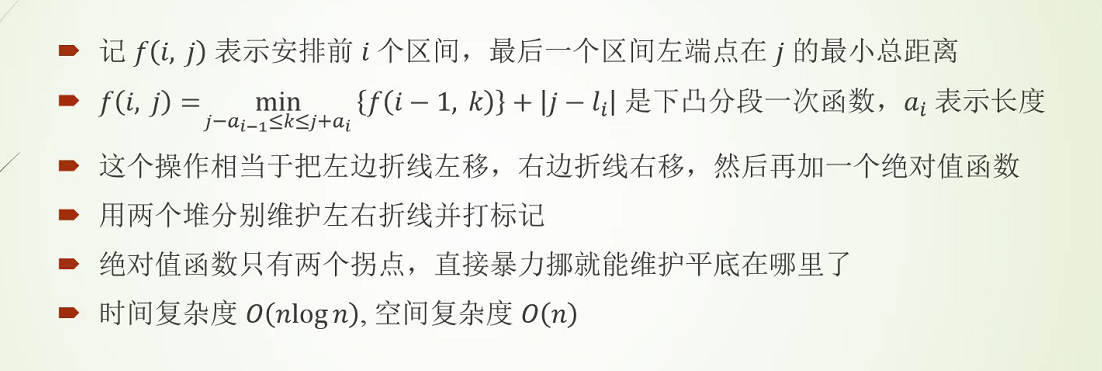 记 f(i, j) 表示安排前 i 个区间，最后一个区间左端点在 j 的最小总距离
f(i, j) = min_{j−a_{i−1}≤k≤j+a_i} {f(i − 1, k)} + |j − l_i| 是下凸分段一次函数，a_i 表示长度
这个操作相当于把左边折线左移，右边折线右移，然后再加一个绝对值函数
用两个堆分别维护左右折线并打标记
绝对值函数只有两个拐点，直接暴力挪就能维护平底在哪里了
时间复杂度 O(nlog n), 空间复杂度 O(n)